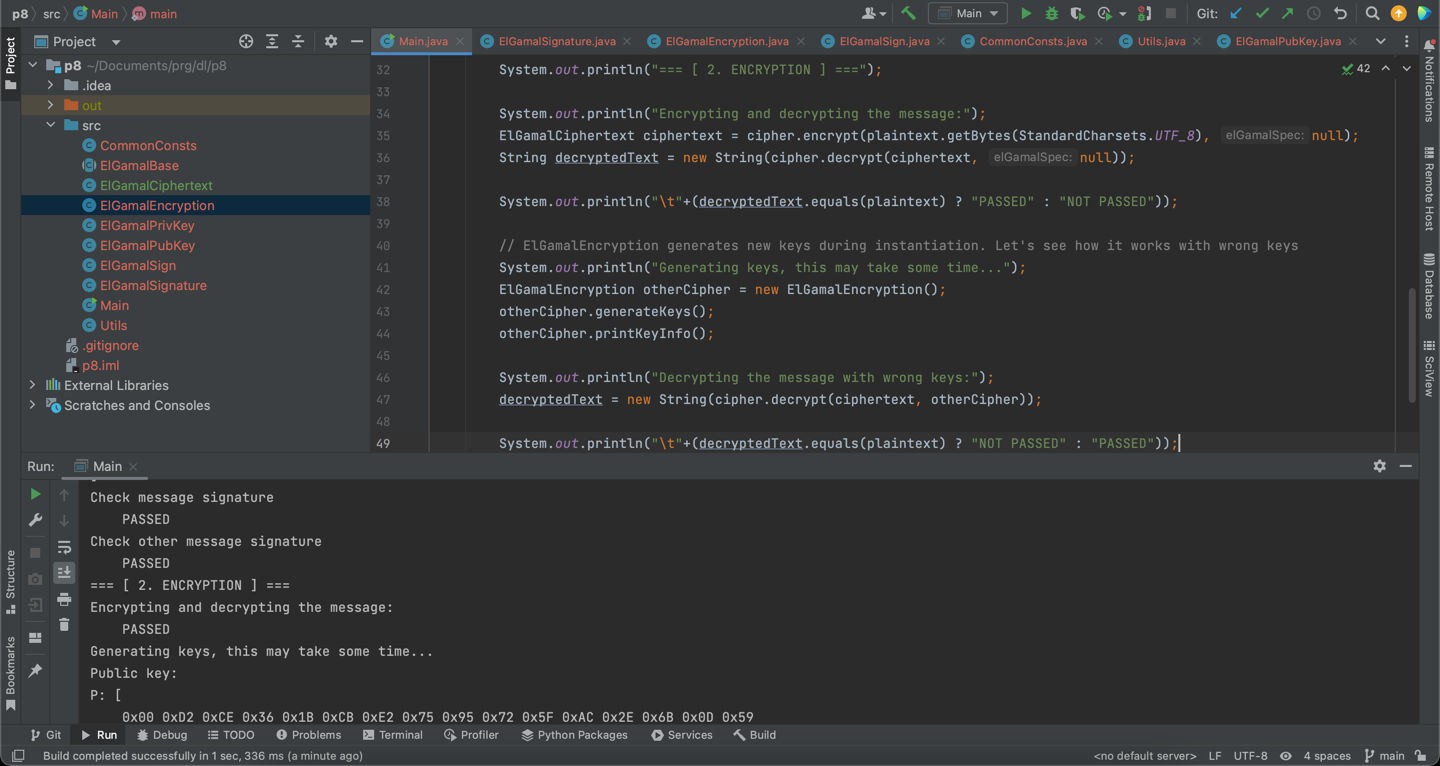 p8 src Main main
Main
Git:
Project
Main.java ElGamalSignature.java ElGamalEncryption.java ElGamalSign.java CommonConsts.java Utils.java ElGamalPubKey.java
Project
p8 ~/Documents/prg/dl/p8
.idea
out
src
CommonConsts
ElGamalBase
ElGamalCiphertext
ElGamalEncryption
ElGamalPrivKey
ElGamalPubKey
ElGamalSign
ElGamalSignature
Main
Utils
.gitignore
p8.iml
External Libraries
Scratches and Consoles
42
32 System.out.println("=== [ 2. ENCRYPTION ] ===");
33
34 System.out.println("Encrypting and decrypting the message:");
35 ElGamalCiphertext ciphertext = cipher.encrypt(plaintext.getBytes(StandardCharsets.UTF_8), elGamalSpec: null);
36 String decryptedText = new String(cipher.decrypt(ciphertext, elGamalSpec: null));
37
38 System.out.println("\t"+(decryptedText.equals(plaintext) ? "PASSED" : "NOT PASSED"));
39
40 // ElGamalEncryption generates new keys during instantiation. Let's see how it works with wrong keys
41 System.out.println("Generating keys, this may take some time...");
42 ElGamalEncryption otherCipher = new ElGamalEncryption();
43 otherCipher.generateKeys();
44 otherCipher.printKeyInfo();
45
46 System.out.println("Decrypting the message with wrong keys:");
47 decryptedText = new String(cipher.decrypt(ciphertext, otherCipher));
48
49 System.out.println("\t"+(decryptedText.equals(plaintext) ? "NOT PASSED" : "PASSED"));
Notifications
Remote Host
Database
SciView
Run: Main
Check message signature
PASSED
Check other message signature
PASSED
=== [ 2. ENCRYPTION ] ===
Encrypting and decrypting the message:
PASSED
Generating keys, this may take some time...
Public key:
P: [
0x00 0xD2 0xCE 0x36 0x1B 0xCB 0xE2 0x75 0x95 0x72 0x5F 0xAC 0x2E 0x6B 0x0D 0x59
Structure
Bookmarks
Git Run Debug TODO Problems Terminal Profiler Python Packages Services Build
Build completed successfully in 1 sec, 336 ms (a minute ago)
<no default server> LF UTF-8 4 spaces main